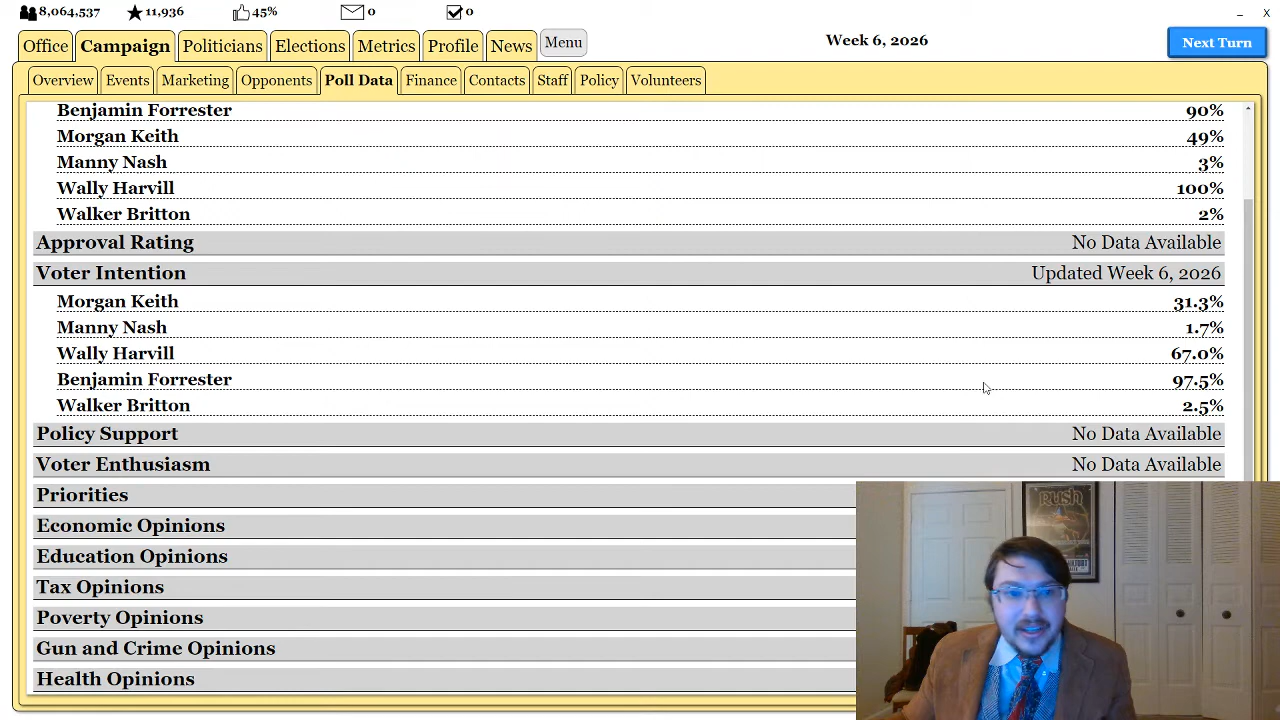 8,064,537 11,936 45% 0 0 _ X
Office Campaign Politicians Elections Metrics Profile News Menu Week 6, 2026 Next Turn
Overview Events Marketing Opponents Poll Data Finance Contacts Staff Policy Volunteers
Benjamin Forrester 90%
Morgan Keith 49%
Manny Nash 3%
Wally Harvill 100%
Walker Britton 2%
Approval Rating No Data Available
Voter Intention Updated Week 6, 2026
Morgan Keith 31.3%
Manny Nash 1.7%
Wally Harvill 67.0%
Benjamin Forrester 97.5%
Walker Britton 2.5%
Policy Support No Data Available
Voter Enthusiasm No Data Available
Priorities
Economic Opinions
Education Opinions
Tax Opinions
Poverty Opinions
Gun and Crime Opinions
Health Opinions
RUSH